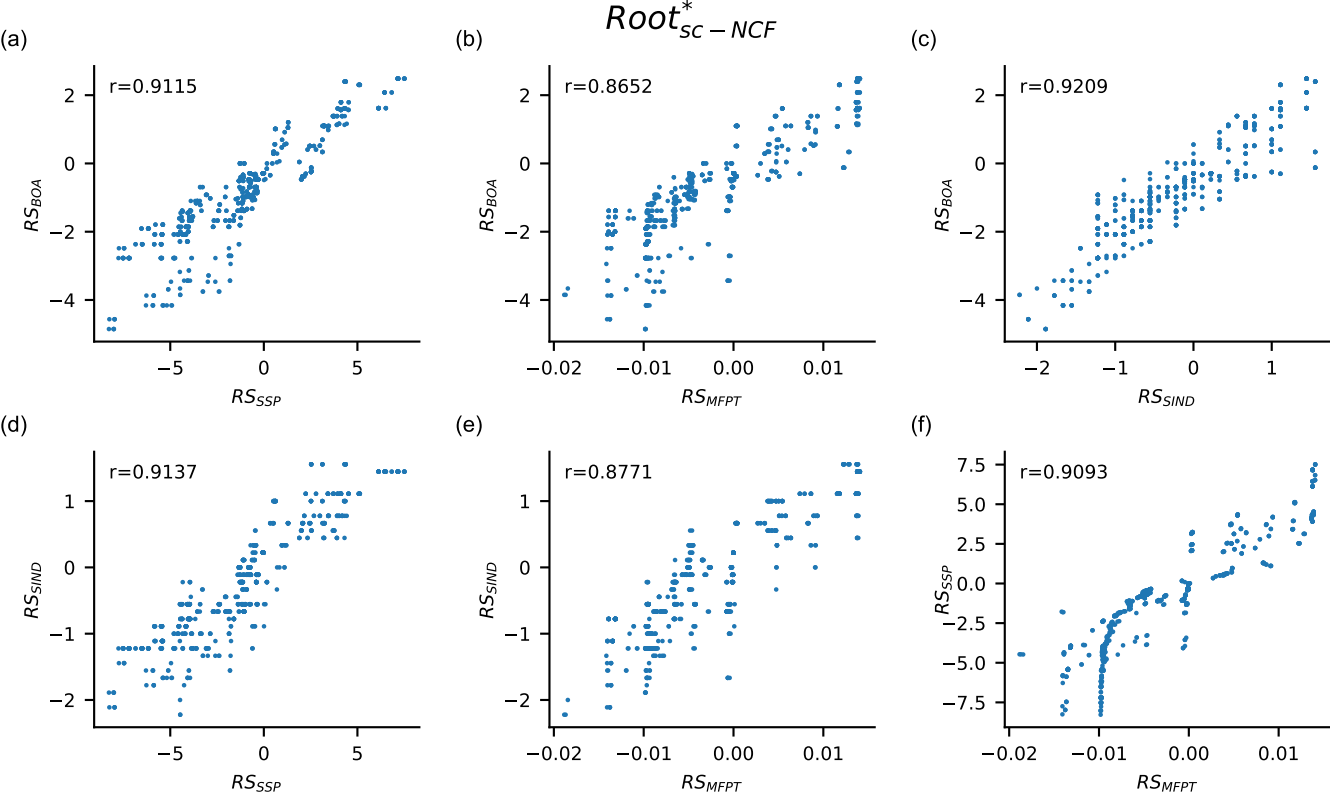 Root*sc−NCF
(a)
(b)
(c)
r=0.9115
r=0.8652
r=0.9209
RS_BOA
2
0
−2
−4
−5
0
5
RS_SSP
RS_BOA
2
0
−2
−4
−0.02
−0.01
0.00
0.01
RS_MFPT
RS_BOA
2
0
−2
−4
−2
−1
0
1
RS_SIND
(d)
(e)
(f)
r=0.9137
r=0.8771
r=0.9093
RS_SIND
1
0
−1
−2
−5
0
5
RS_SSP
RS_SIND
1
0
−1
−2
−0.02
−0.01
0.00
0.01
RS_MFPT
RS_SSP
7.5
5.0
2.5
0.0
−2.5
−5.0
−7.5
−0.02
−0.01
0.00
0.01
RS_MFPT